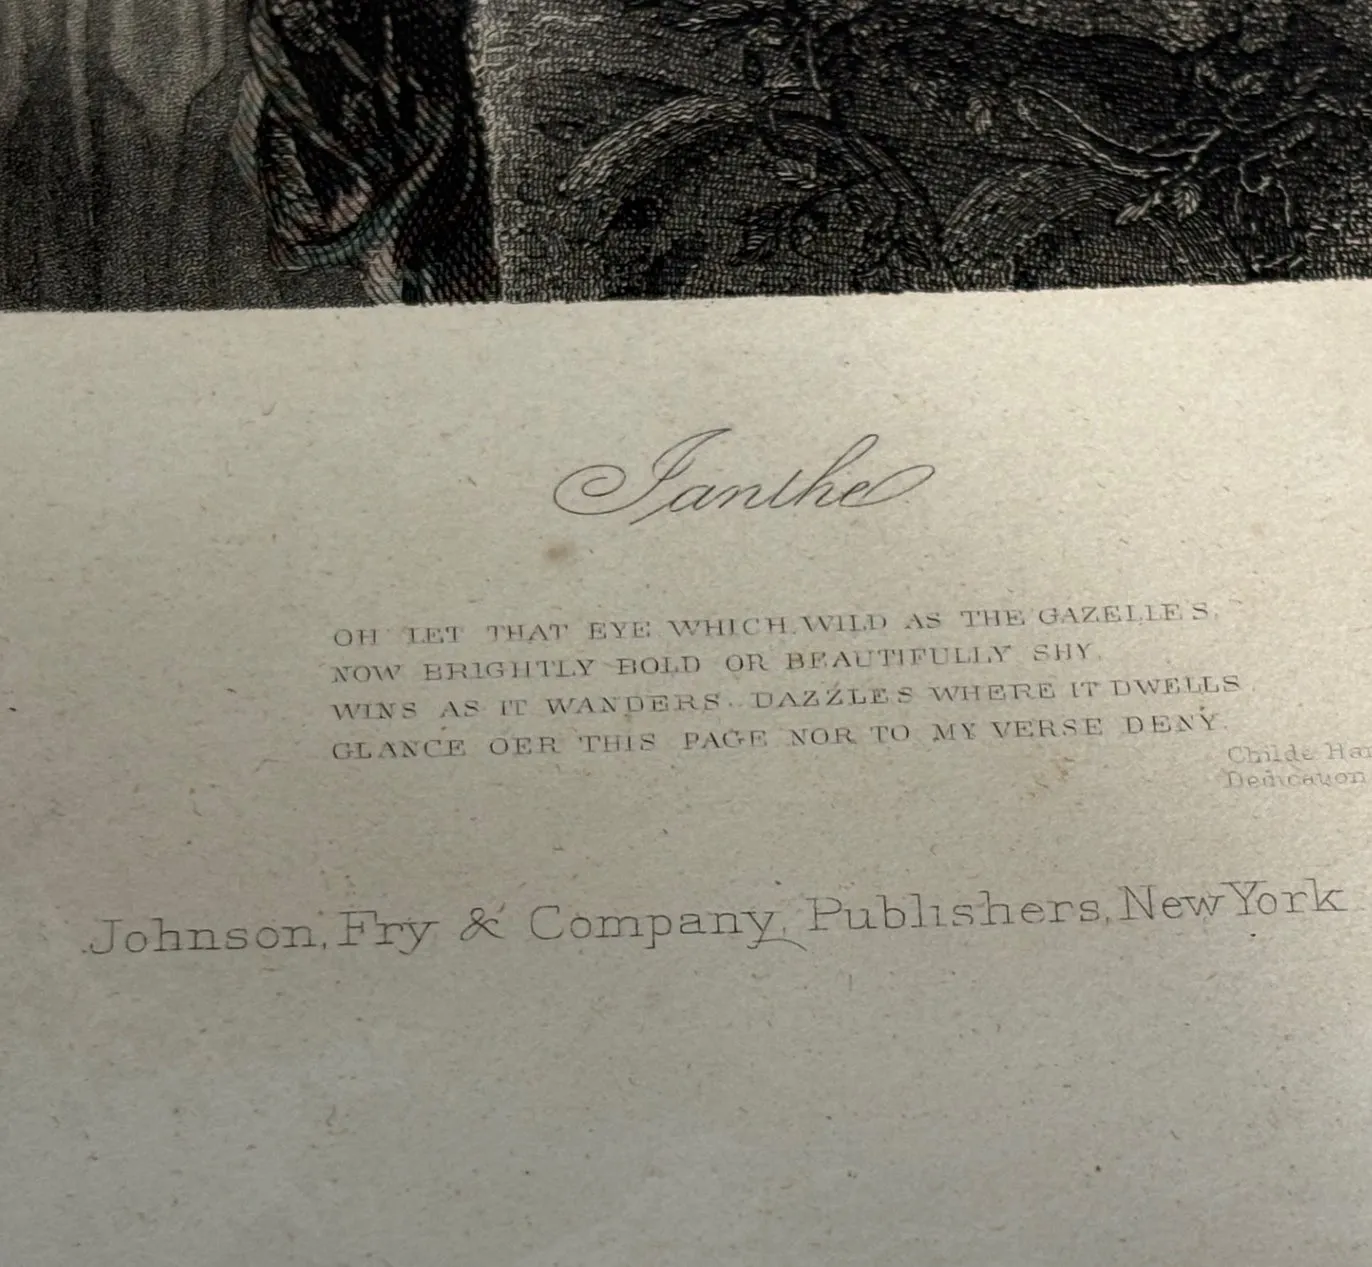 Ianthe
OH LET THAT EYE WHICH, WILD AS THE GAZELLE'S,
NOW BRIGHTLY BOLD OR BEAUTIFULLY SHY,
WINS AS IT WANDERS, DAZZLES WHERE IT DWELLS,
GLANCE OER THIS PAGE NOR TO MY VERSE DENY.
Childe Har
Dedication
Johnson, Fry & Company, Publishers, New York